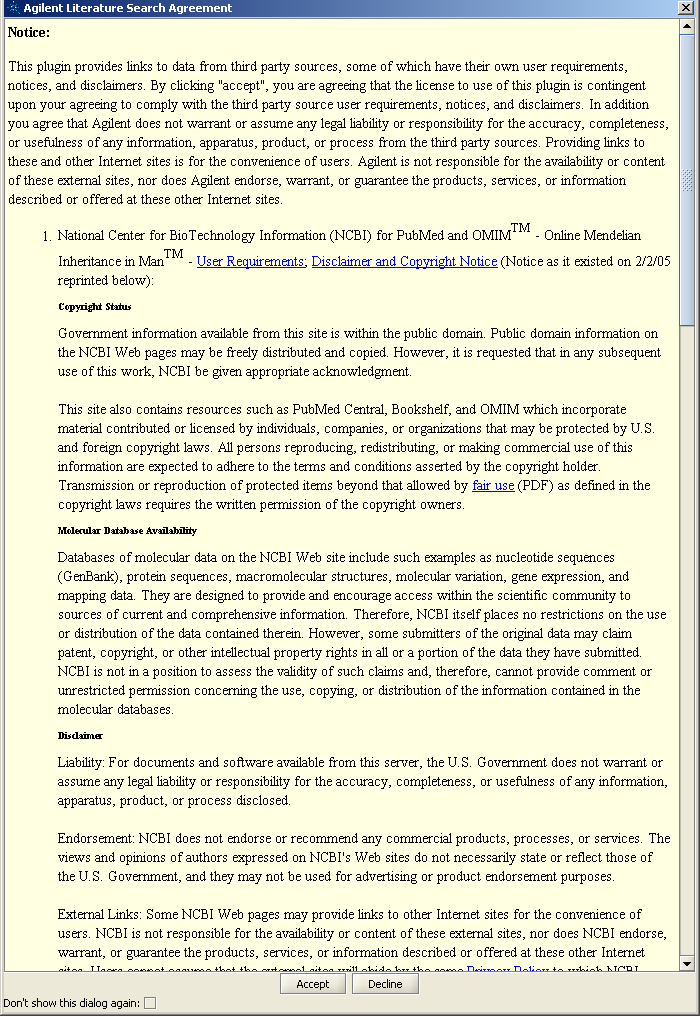 Agilent Literature Search Agreement
Notice:
This plugin provides links to data from third party sources, some of which have their own user requirements,
notices, and disclaimers. By clicking "accept", you are agreeing that the license to use of this plugin is contingent
upon your agreeing to comply with the third party source user requirements, notices, and disclaimers. In addition
you agree that Agilent does not warrant or assume any legal liability or responsibility for the accuracy, completeness,
or usefulness of any information, apparatus, product, or process from the third party sources. Providing links to
these and other Internet sites is for the convenience of users. Agilent is not responsible for the availability or content
of these external sites, nor does Agilent endorse, warrant, or guarantee the products, services, or information
described or offered at these other Internet sites.
1. National Center for BioTechnology Information (NCBI) for PubMed and OMIM™ - Online Mendelian
Inheritance in Man™ - User Requirements; Disclaimer and Copyright Notice (Notice as it existed on 2/2/05
reprinted below):
Copyright Status
Government information available from this site is within the public domain. Public domain information on
the NCBI Web pages may be freely distributed and copied. However, it is requested that in any subsequent
use of this work, NCBI be given appropriate acknowledgment.
This site also contains resources such as PubMed Central, Bookshelf, and OMIM which incorporate
material contributed or licensed by individuals, companies, or organizations that may be protected by U.S.
and foreign copyright laws. All persons reproducing, redistributing, or making commercial use of this
information are expected to adhere to the terms and conditions asserted by the copyright holder.
Transmission or reproduction of protected items beyond that allowed by fair use (PDF) as defined in the
copyright laws requires the written permission of the copyright owners.
Molecular Database Availability
Databases of molecular data on the NCBI Web site include such examples as nucleotide sequences
(GenBank), protein sequences, macromolecular structures, molecular variation, gene expression, and
mapping data. They are designed to provide and encourage access within the scientific community to
sources of current and comprehensive information. Therefore, NCBI itself places no restrictions on the use
or distribution of the data contained therein. However, some submitters of the original data may claim
patent, copyright, or other intellectual property rights in all or a portion of the data they have submitted.
NCBI is not in a position to assess the validity of such claims and, therefore, cannot provide comment or
unrestricted permission concerning the use, copying, or distribution of the information contained in the
molecular databases.
Disclaimer
Liability: For documents and software available from this server, the U.S. Government does not warrant or
assume any legal liability or responsibility for the accuracy, completeness, or usefulness of any information,
apparatus, product, or process disclosed.
Endorsement: NCBI does not endorse or recommend any commercial products, processes, or services. The
views and opinions of authors expressed on NCBI's Web sites do not necessarily state or reflect those of
the U.S. Government, and they may not be used for advertising or product endorsement purposes.
External Links: Some NCBI Web pages may provide links to other Internet sites for the convenience of
users. NCBI is not responsible for the availability or content of these external sites, nor does NCBI endorse,
warrant, or guarantee the products, services, or information described or offered at these other Internet
sites. Users cannot assume that the external sites will abide by the same Privacy Policy to which NCBI
Accept Decline
Don't show this dialog again: